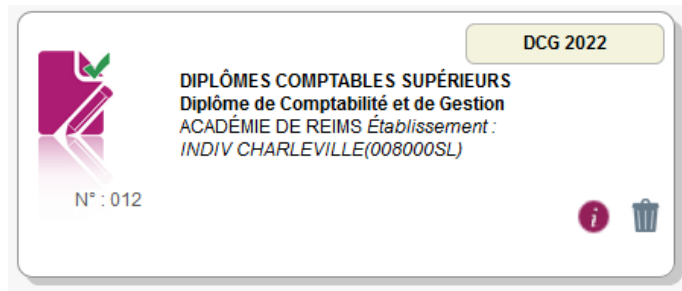 DCG 2022
DIPLÔMES COMPTABLES SUPÉRIEURS
Diplôme de Comptabilité et de Gestion
ACADÉMIE DE REIMS Établissement :
INDIV CHARLEVILLE(008000SL)
N° : 012
i